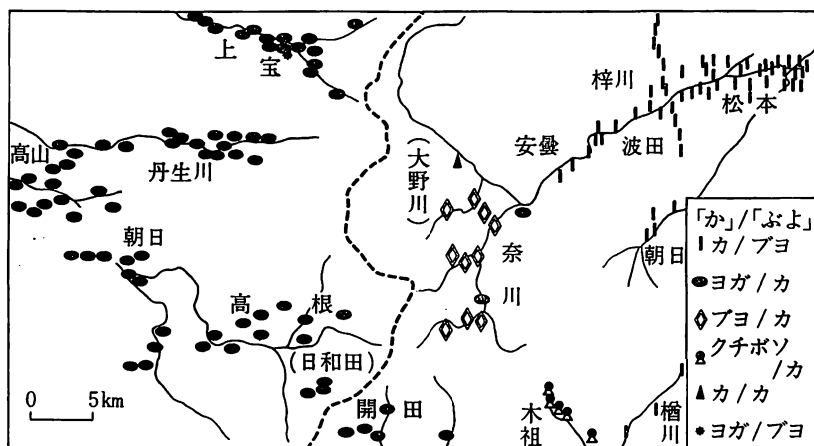 上宝
高山
丹生川
朝日
高根
(日和田)
開田
(大野川)
安曇
奈川
梓川
波田
松本
朝日
木祖
楢川
0 5km
「か」/「ぶよ」
カ/ブヨ
ヨガ/カ
ブヨ/カ
クチボソ
/カ
カ/カ
ヨガ/ブヨ